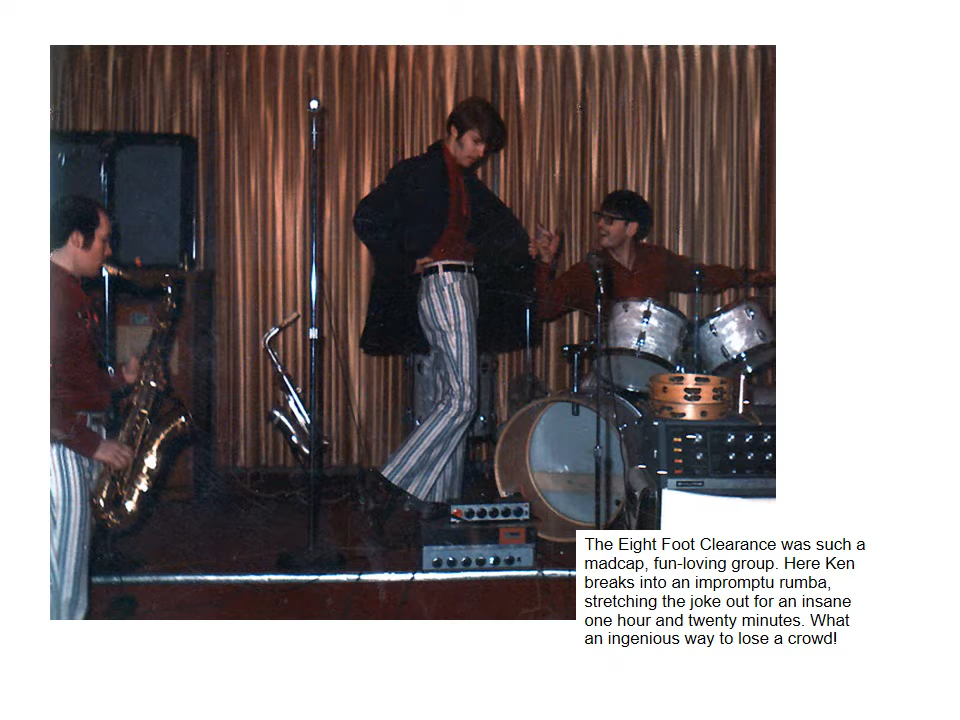 The Eight Foot Clearance was such a
madcap, fun-loving group. Here Ken
breaks into an impromptu rumba,
stretching the joke out for an insane
one hour and twenty minutes. What
an ingenious way to lose a crowd!